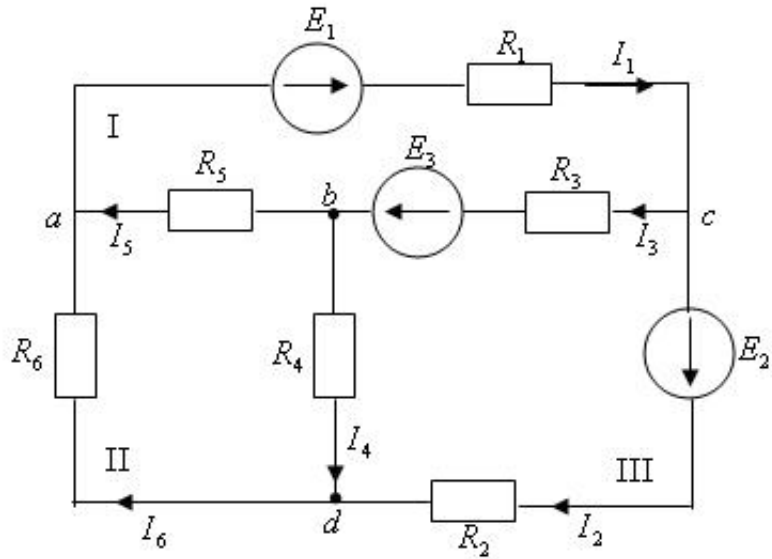 E₁ R₁ I₁
I
R₅ b E₃ R₃
a I₅ I₃ c
R₆ R₄ E₂
II I₄ III
I₆ d R₂ I₂